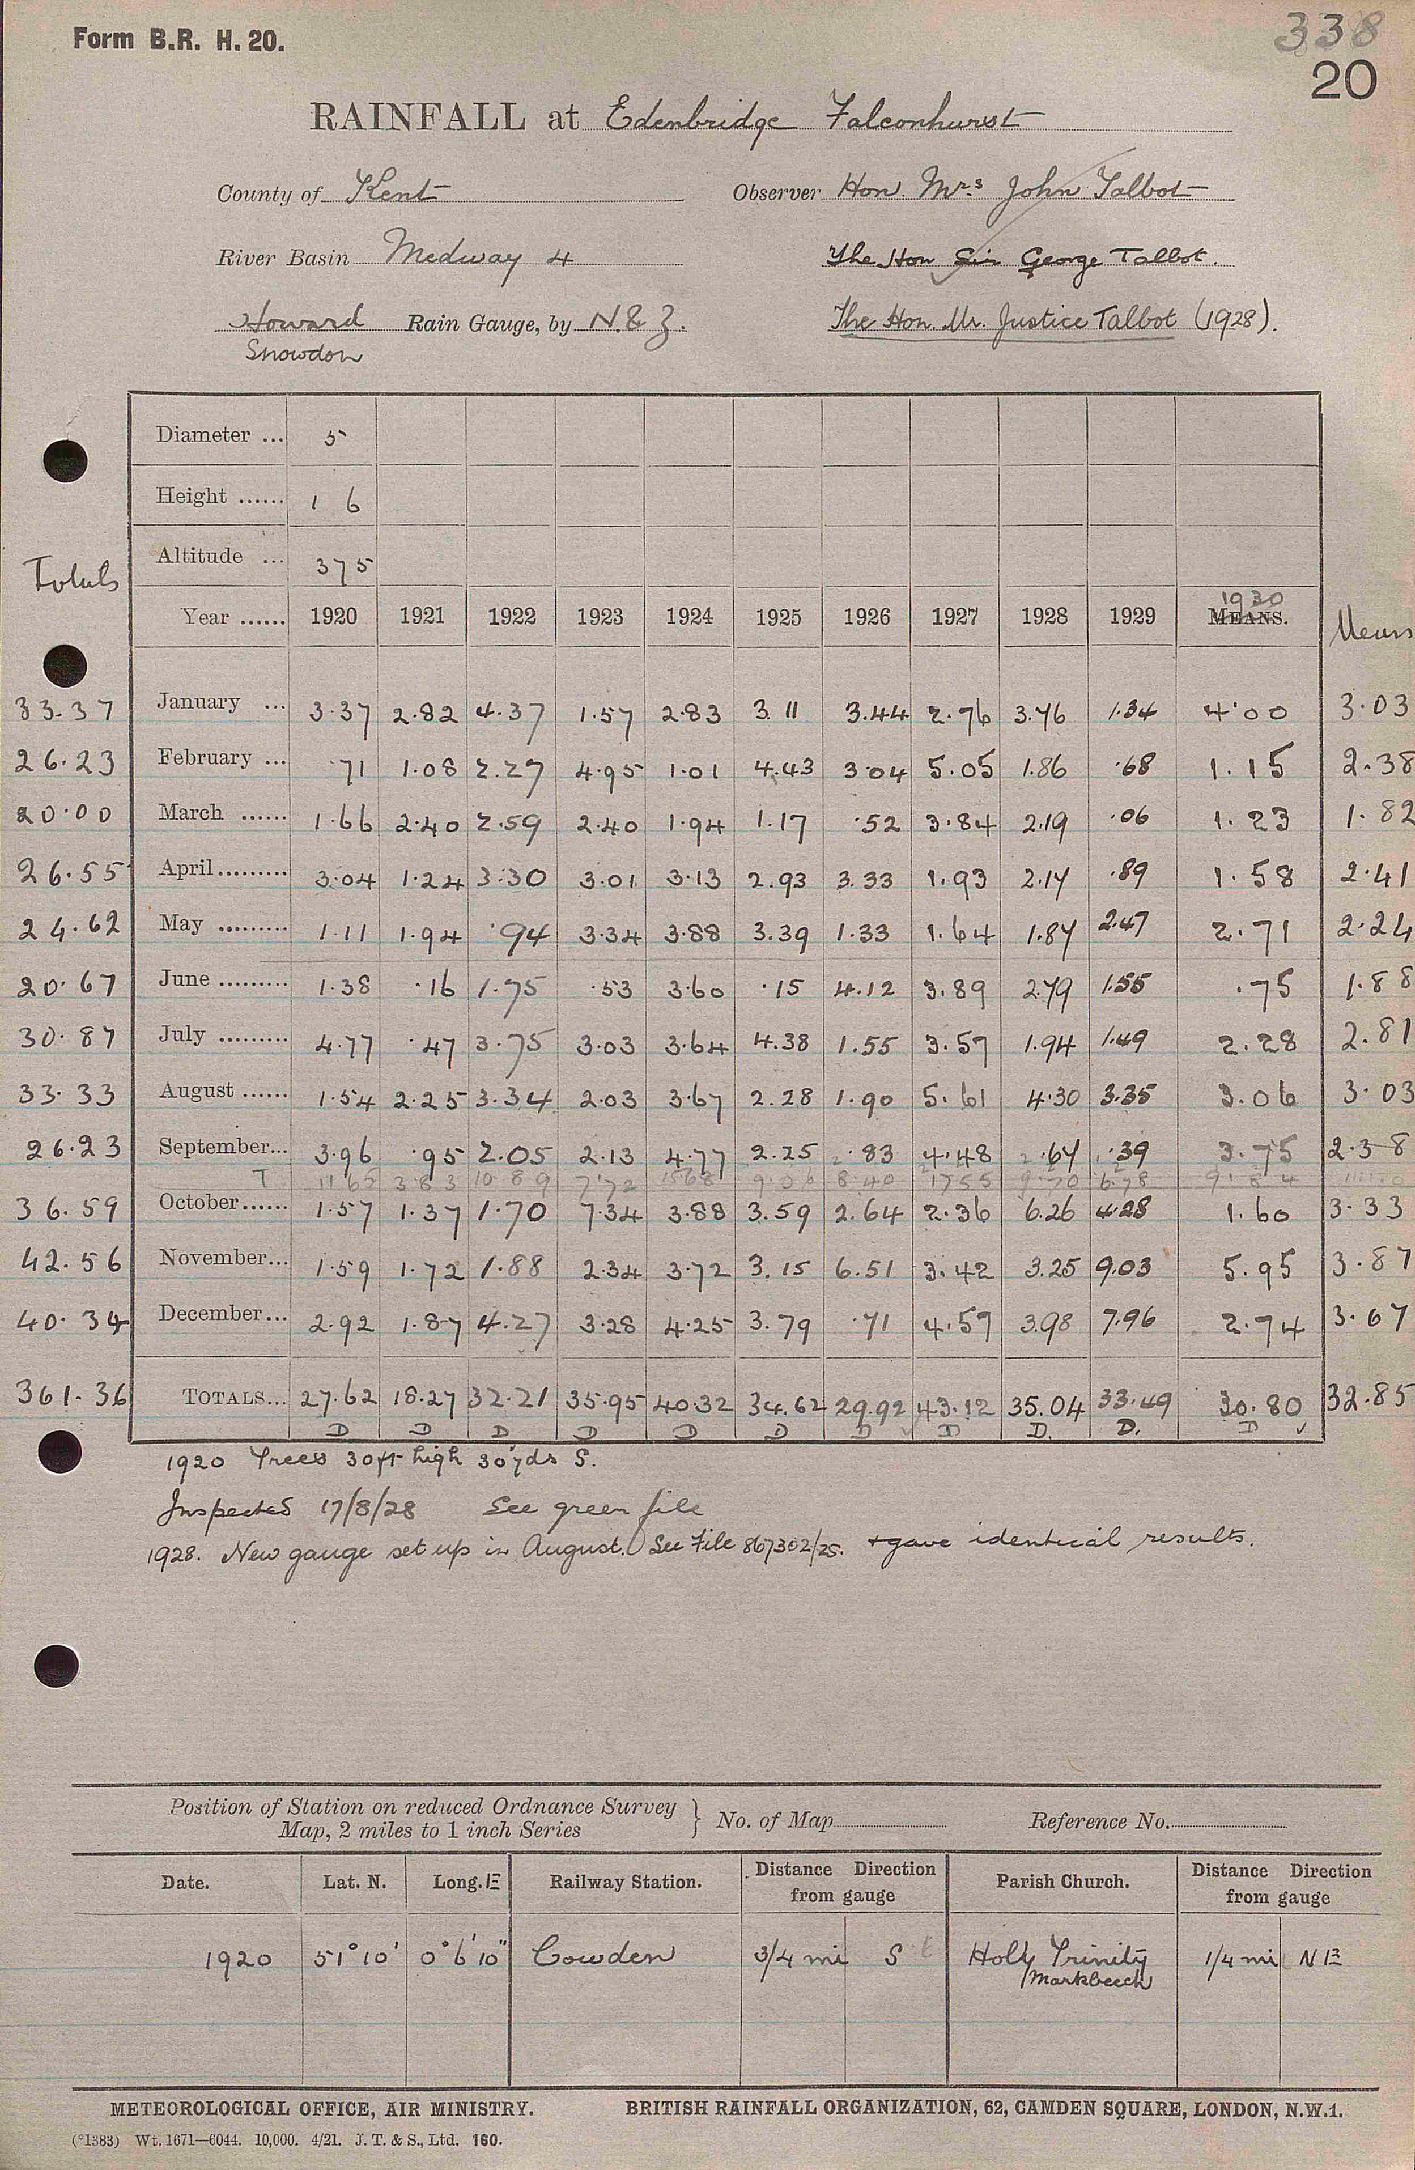 Form B.R. H. 20.
338
20
RAINFALL at Edenbridge Falconhurst
County of Kent Observer Hon Mrs John Talbot
River Basin Medway 4 The Hon Sir George Talbot.
Howard Rain Gauge, by N. & Z. The Hon Mr. Justice Talbot (1928).
Snowdon
Diameter ... 5
Height ...... 1 6
Altitude ... 375
Totals
Year ...... 1920 1921 1922 1923 1924 1925 1926 1927 1928 1929 1930 MEANS. Means
33.37 January ... 3.37 2.82 4.37 1.57 2.83 3.11 3.44 2.76 3.76 1.34 4.00 3.03
26.23 February ... .71 1.08 2.27 4.95 1.01 4.43 3.04 5.05 1.86 .68 1.15 2.38
20.00 March ...... 1.66 2.40 2.59 2.40 1.94 1.17 .52 3.84 2.19 .06 1.23 1.82
26.55 April......... 3.04 1.24 3.30 3.01 3.13 2.93 3.33 1.93 2.17 .89 1.58 2.41
24.62 May ......... 1.11 1.94 .94 3.34 3.88 3.39 1.33 1.64 1.87 2.47 2.71 2.24
20.67 June ......... 1.38 .16 1.75 .53 3.60 .15 4.12 3.89 2.79 1.55 .75 1.88
30.87 July ......... 4.77 .47 3.75 3.03 3.64 4.38 1.55 3.57 1.94 1.49 2.28 2.81
33.33 August ...... 1.54 2.25 3.34 2.03 3.67 2.28 1.90 5.61 4.30 3.35 3.06 3.03
26.23 September... 3.96 .95 2.05 2.13 4.77 2.25 .83 4.48 .67 .39 3.75 2.38
T 11 65 3 83 10 89 7 72 15 68 9 06 8 40 17 55 9 70 6 78 9 8 4
36.59 October...... 1.57 1.37 1.70 7.34 3.88 3.59 2.64 2.36 6.26 4.28 1.60 3.33
42.56 November... 1.59 1.72 1.88 2.34 3.72 3.15 6.51 3.42 3.25 9.03 5.95 3.87
40.34 December... 2.92 1.87 4.27 3.28 4.25 3.79 .71 4.57 3.98 7.96 2.74 3.67
361.36 TOTALS... 27.62 18.27 32.21 35.95 40.32 34.62 29.92 43.12 35.04 33.49 30.80 32.85
D D D D D D D D D. D. D
1920 Trees 30ft high 30 yds S.
Inspected 17/8/28 See green file
1928. New gauge set up in August. See File 867302/25. + gave identical results.
Position of Station on reduced Ordnance Survey
Map, 2 miles to 1 inch Series } No. of Map Reference No.
Date. Lat. N. Long. E Railway Station. Distance Direction from gauge Parish Church. Distance Direction from gauge
1920 51° 10' 0° 6' 10" Cowden 3/4 mi S E Holy Trinity 1/4 mi NE
Markbeech
METEOROLOGICAL OFFICE, AIR MINISTRY. BRITISH RAINFALL ORGANIZATION, 62, CAMDEN SQUARE, LONDON, N.W.1.
(*1383) Wt. 1671—6044. 10,000. 4/21. J. T. & S., Ltd. 160.